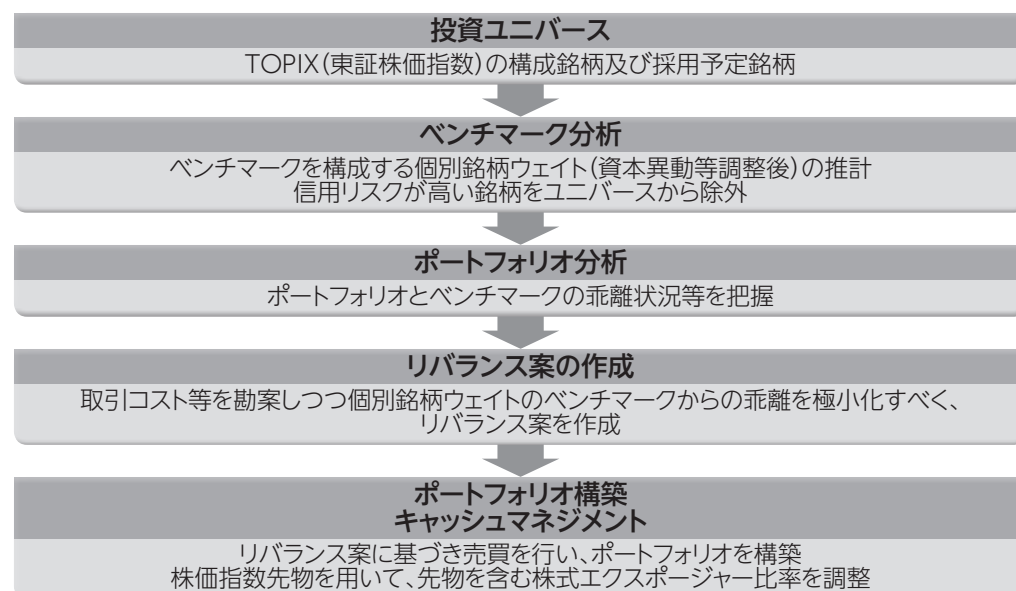 投資ユニバース
TOPIX(東証株価指数)の構成銘柄及び採用予定銘柄
ベンチマーク分析
ベンチマークを構成する個別銘柄ウェイト(資本異動等調整後)の推計
信用リスクが高い銘柄をユニバースから除外
ポートフォリオ分析
ポートフォリオとベンチマークの乖離状況等を把握
リバランス案の作成
取引コスト等を勘案しつつ個別銘柄ウェイトのベンチマークからの乖離を極小化すべく、
リバランス案を作成
ポートフォリオ構築
キャッシュマネジメント
リバランス案に基づき売買を行い、ポートフォリオを構築
株価指数先物を用いて、先物を含む株式エクスポージャー比率を調整